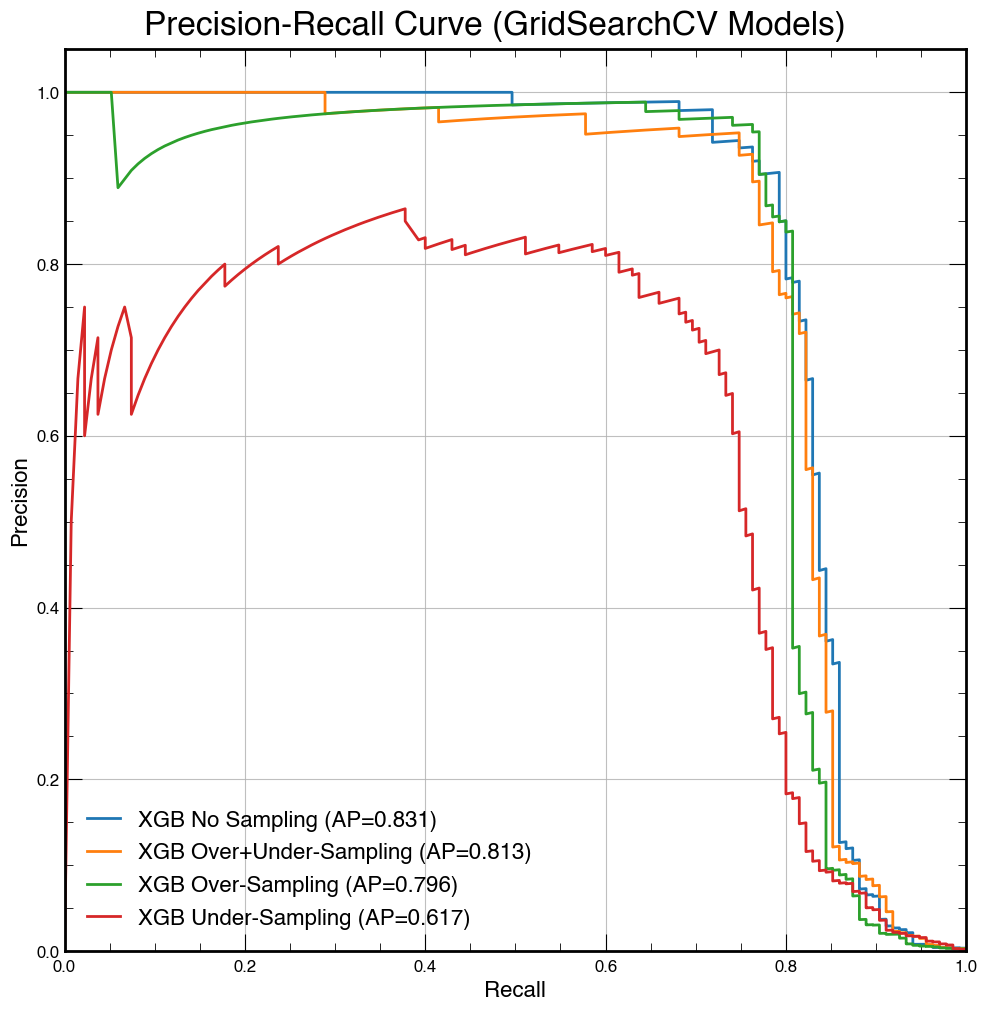 Precision-Recall Curve (GridSearchCV Models)
1.0
0.8
0.6
0.4
0.2
0.0
Precision
XGB No Sampling (AP=0.831)
XGB Over+Under-Sampling (AP=0.813)
XGB Over-Sampling (AP=0.796)
XGB Under-Sampling (AP=0.617)
0.0 0.2 0.4 0.6 0.8 1.0
Recall